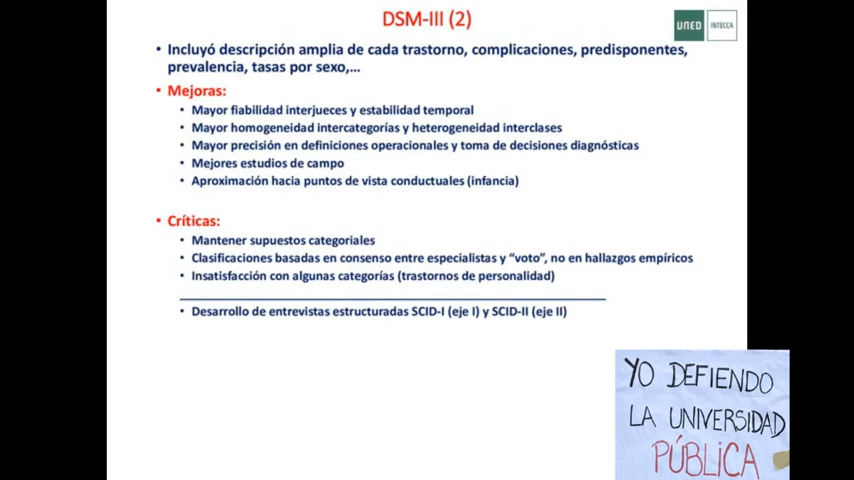 DSM-III (2)
UNED
INTECCA
• Incluyó descripción amplia de cada trastorno, complicaciones, predisponentes,
prevalencia, tasas por sexo,...
• Mejoras:
• Mayor fiabilidad interjueces y estabilidad temporal
• Mayor homogeneidad intercategorías y heterogeneidad interclases
• Mayor precisión en definiciones operacionales y toma de decisiones diagnósticas
• Mejores estudios de campo
• Aproximación hacia puntos de vista conductuales (infancia)
• Críticas:
• Mantener supuestos categoriales
• Clasificaciones basadas en consenso entre especialistas y “voto”, no en hallazgos empíricos
• Insatisfacción con algunas categorías (trastornos de personalidad)
• Desarrollo de entrevistas estructuradas SCID-I (eje I) y SCID-II (eje II)
YO DEFIENDO
LA UNIVERSIDAD
PÚBLICA